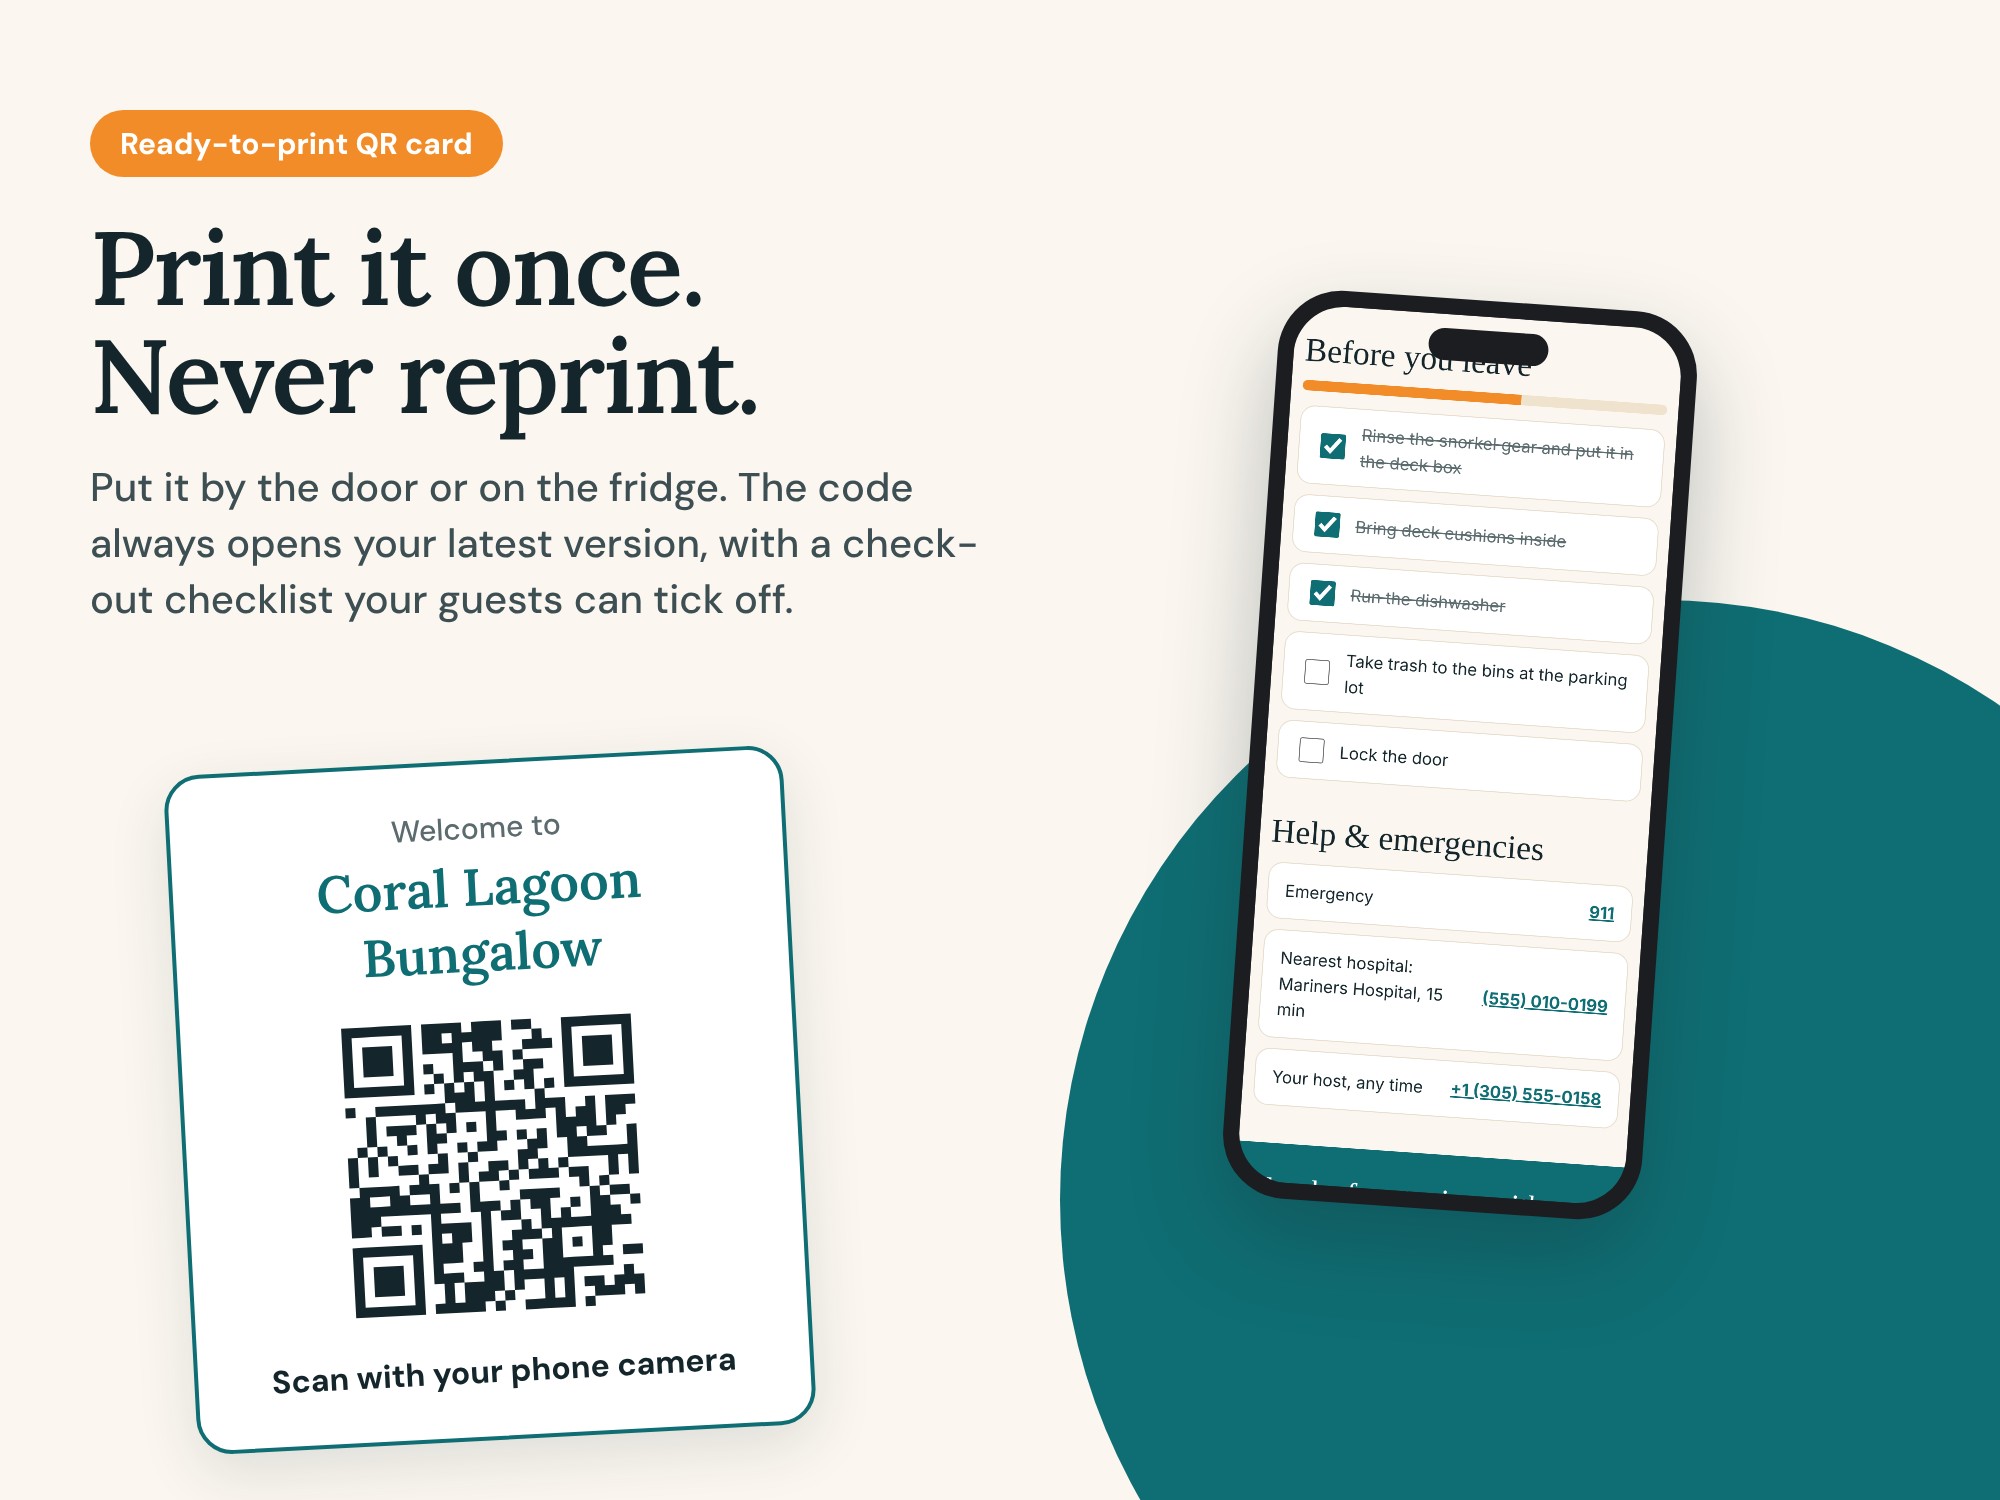 Ready-to-print QR card
Print it once.
Never reprint.
Put it by the door or on the fridge. The code
always opens your latest version, with a check-
out checklist your guests can tick off.
Welcome to
Coral Lagoon
Bungalow
Scan with your phone camera
Before you leave
Rinse the snorkel gear and put it in
the deck box
Bring deck cushions inside
Run the dishwasher
Take trash to the bins at the parking
lot
Lock the door
Help & emergencies
Emergency
911
Nearest hospital:
Mariners Hospital, 15
min
(555) 010-0199
Your host, any time
+1 (305) 555-0158